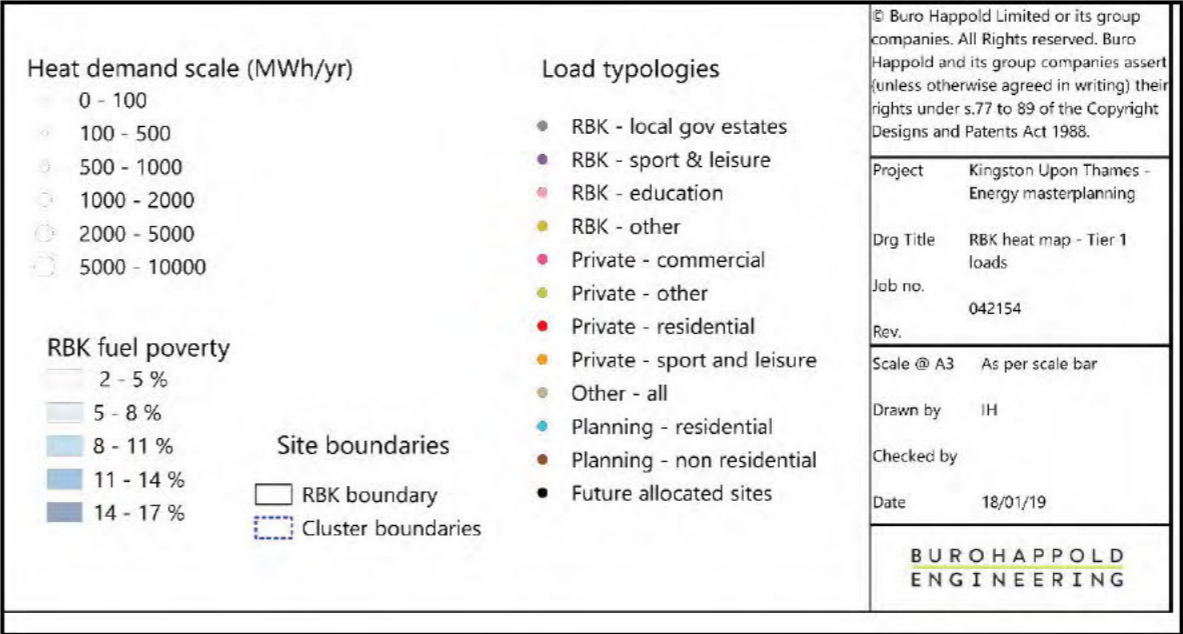 Heat demand scale (MWh/yr)
0 - 100
100 - 500
500 - 1000
1000 - 2000
2000 - 5000
5000 - 10000
RBK fuel poverty
2 - 5 %
5 - 8 %
8 - 11 %
11 - 14 %
14 - 17 %
Site boundaries
RBK boundary
Cluster boundaries
Load typologies
RBK - local gov estates
RBK - sport & leisure
RBK - education
RBK - other
Private - commercial
Private - other
Private - residential
Private - sport and leisure
Other - all
Planning - residential
Planning - non residential
Future allocated sites
© Buro Happold Limited or its group
companies. All Rights reserved. Buro
Happold and its group companies assert
(unless otherwise agreed in writing) their
rights under s.77 to 89 of the Copyright
Designs and Patents Act 1988.
Project Kingston Upon Thames -
Energy masterplanning
Drg Title RBK heat map - Tier 1
loads
Job no.
042154
Rev.
Scale @ A3 As per scale bar
Drawn by IH
Checked by
Date 18/01/19
BUROHAPPOLD
ENGINEERING